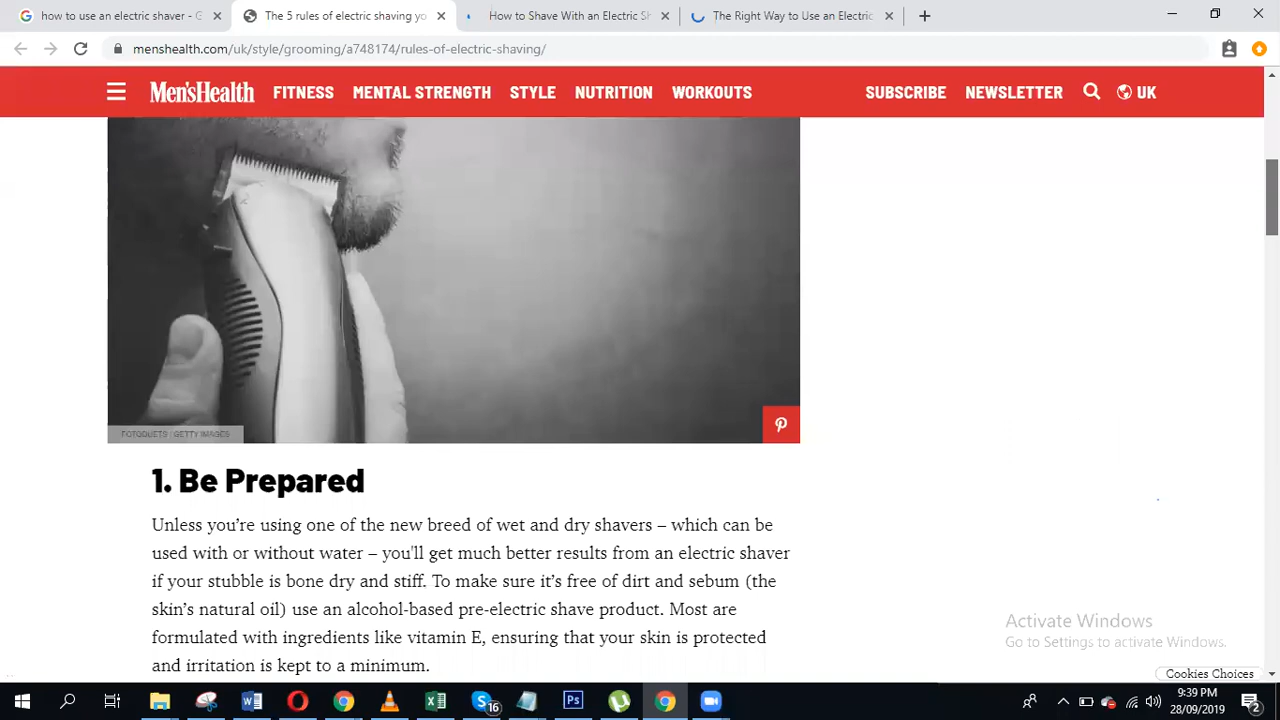 how to use an electric shaver - G
The 5 rules of electric shaving yo
How to Shave With an Electric Sh
The Right Way to Use an Electric
menshealth.com/uk/style/grooming/a748174/rules-of-electric-shaving/
Men'sHealth FITNESS MENTAL STRENGTH STYLE NUTRITION WORKOUTS SUBSCRIBE NEWSLETTER UK
FOTODUETS | GETTY IMAGES
1. Be Prepared
Unless you're using one of the new breed of wet and dry shavers – which can be
used with or without water – you'll get much better results from an electric shaver
if your stubble is bone dry and stiff. To make sure it's free of dirt and sebum (the
skin's natural oil) use an alcohol-based pre-electric shave product. Most are
formulated with ingredients like vitamin E, ensuring that your skin is protected
and irritation is kept to a minimum.
Activate Windows
Go to Settings to activate Windows.
Cookies Choices
16
9:39 PM
28/09/2019
2